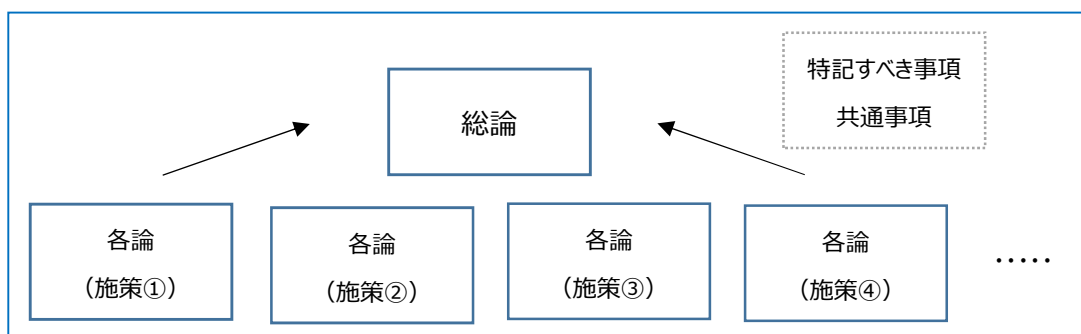 特記すべき事項
共通事項
総論
各論
（施策①）
各論
（施策②）
各論
（施策③）
各論
（施策④）
…..